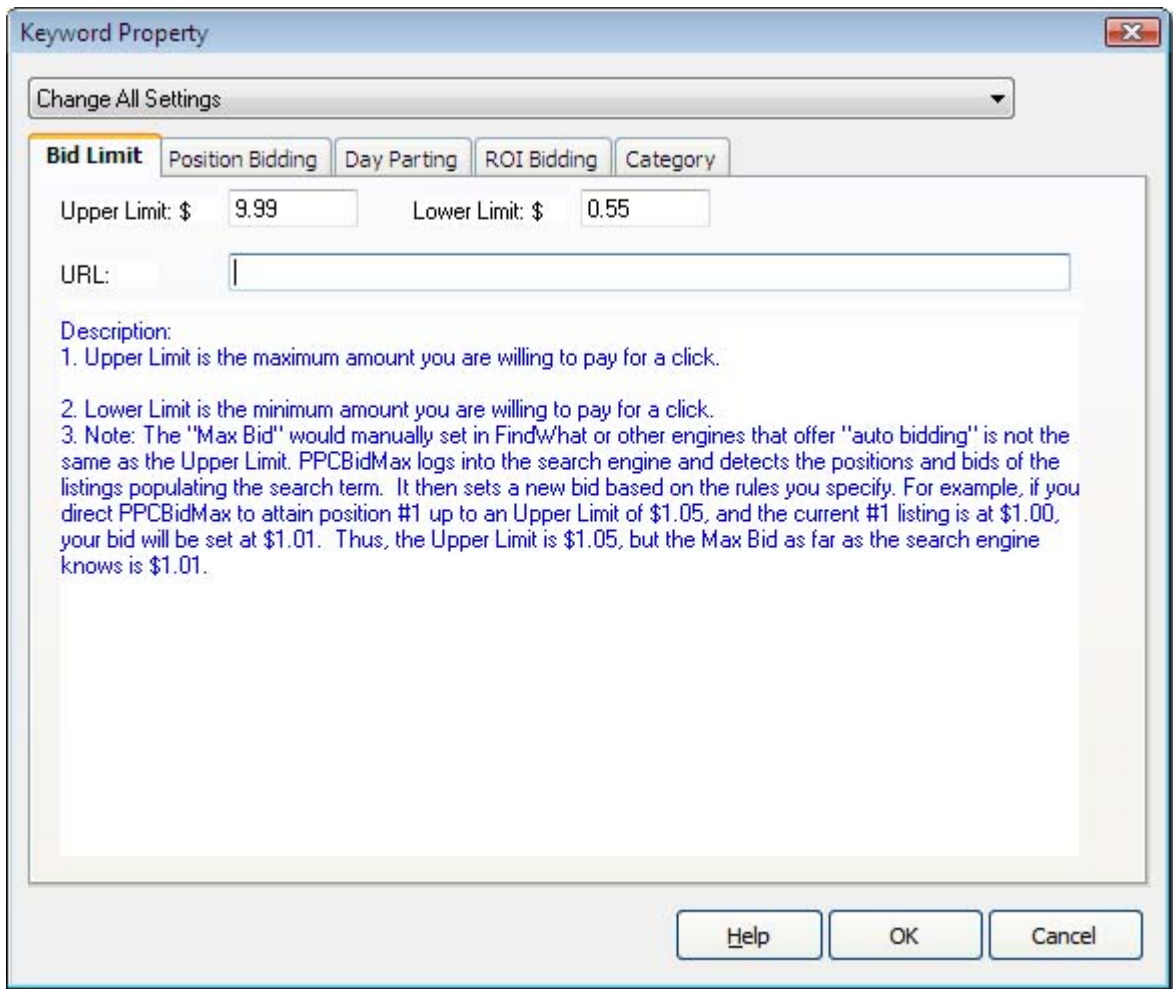 Keyword Property
Change All Settings
Bid Limit Position Bidding Day Parting ROI Bidding Category
Upper Limit: $ 9.99 Lower Limit: $ 0.55
URL:
Description:
1. Upper Limit is the maximum amount you are willing to pay for a click.
2. Lower Limit is the minimum amount you are willing to pay for a click.
3. Note: The "Max Bid" would manually set in FindWhat or other engines that offer "auto bidding" is not the
same as the Upper Limit. PPCBidMax logs into the search engine and detects the positions and bids of the
listings populating the search term. It then sets a new bid based on the rules you specify. For example, if you
direct PPCBidMax to attain position #1 up to an Upper Limit of $1.05, and the current #1 listing is at $1.00,
your bid will be set at $1.01. Thus, the Upper Limit is $1.05, but the Max Bid as far as the search engine
knows is $1.01.
Help OK Cancel